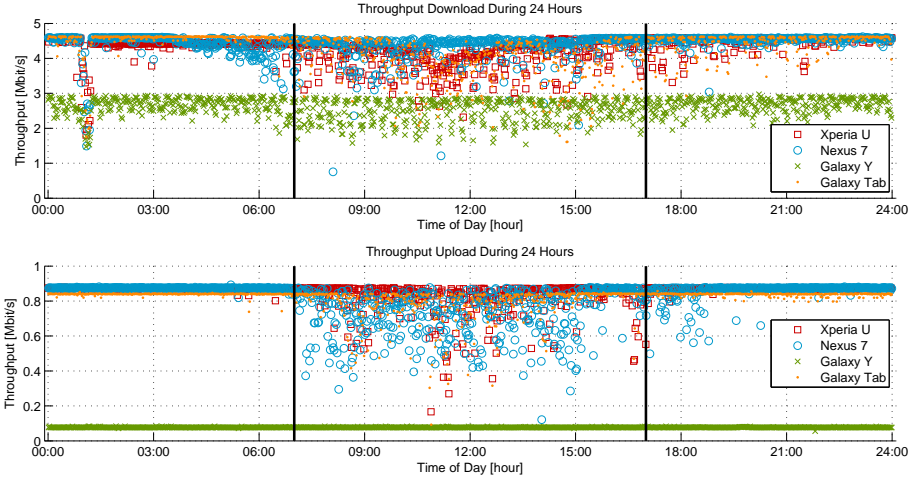 Throughput Download During 24 Hours
Throughput [Mbit/s]
5
4
3
2
1
0
Xperia U
Nexus 7
Galaxy Y
Galaxy Tab
00:00 03:00 06:00 09:00 12:00 15:00 18:00 21:00 24:00
Time of Day [hour]
Throughput Upload During 24 Hours
Throughput [Mbit/s]
1
0.8
0.6
0.4
0.2
0
Xperia U
Nexus 7
Galaxy Y
Galaxy Tab
00:00 03:00 06:00 09:00 12:00 15:00 18:00 21:00 24:00
Time of Day [hour]